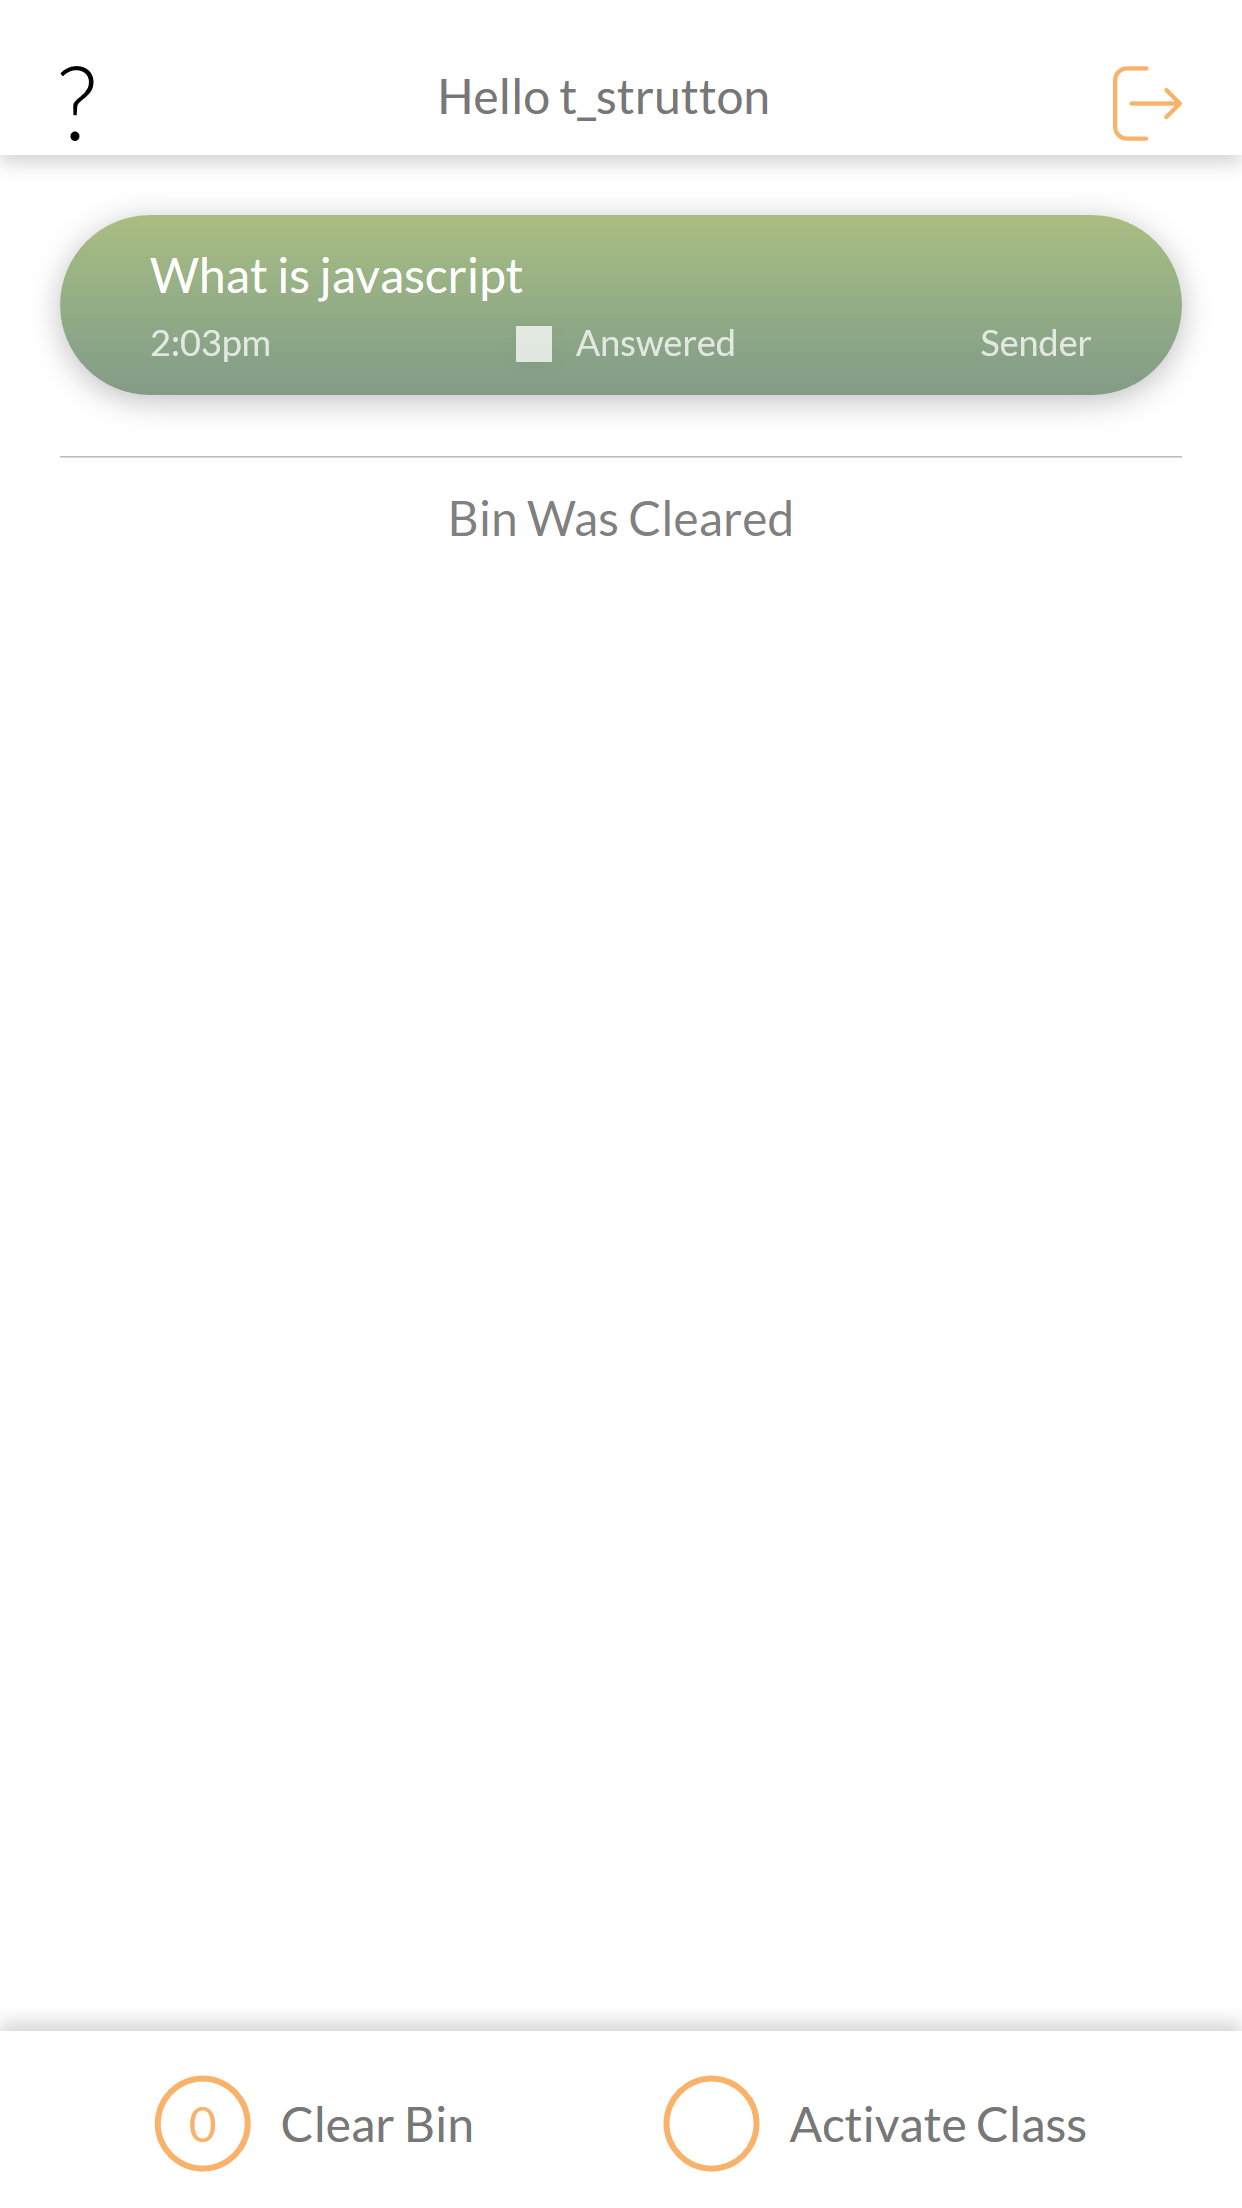 ?
Hello t_strutton
What is javascript
2:03pm Answered Sender
Bin Was Cleared
0 Clear Bin Activate Class